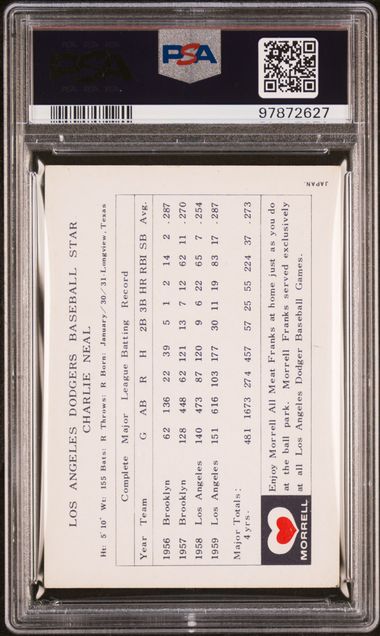 PSA
97872627
LOS ANGELES DODGERS BASEBALL STAR
CHARLIE NEAL
Ht: 5' 10" Wt: 155 Bats: R Throws: R Born: January/30/31-Longview, Texas
Complete Major League Batting Record
Year Team G AB R H 2B 3B HR RBI SB Avg.
1956 Brooklyn 62 136 22 39 5 1 2 14 2 .287
1957 Brooklyn 128 448 62 121 13 7 12 62 11 .270
1958 Los Angeles 140 473 87 120 9 6 22 65 7 .254
1959 Los Angeles 151 616 103 177 30 11 19 83 17 .287
Major Totals:
4 yrs. 481 1673 274 457 57 25 55 224 37 .273
MORRELL
Enjoy Morrell All Meat Franks at home just as you do
at the ball park. Morrell Franks served exclusively
at all Los Angeles Dodger Baseball Games.
JAPAN.